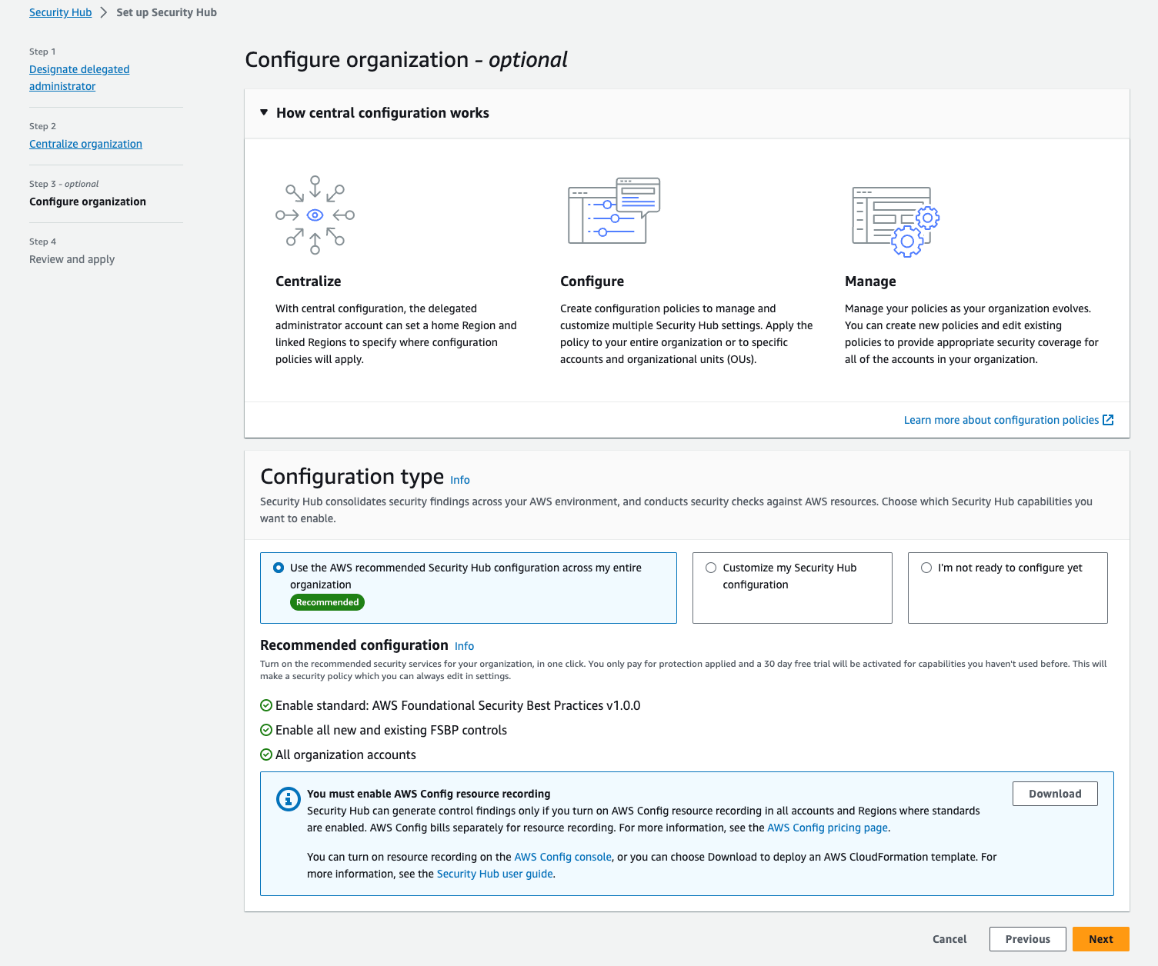 Security Hub > Set up Security Hub
Step 1
Designate delegated
administrator
Step 2
Centralize organization
Step 3 - optional
Configure organization
Step 4
Review and apply
Configure organization - optional
How central configuration works
Centralize
With central configuration, the delegated
administrator account can set a home Region and
linked Regions to specify where configuration
policies will apply.
Configure
Create configuration policies to manage and
customize multiple Security Hub settings. Apply the
policy to your entire organization or to specific
accounts and organizational units (OUs).
Manage
Manage your policies as your organization evolves.
You can create new policies and edit existing
policies to provide appropriate security coverage for
all of the accounts in your organization.
Learn more about configuration policies
Configuration type Info
Security Hub consolidates security findings across your AWS environment, and conducts security checks against AWS resources. Choose which Security Hub capabilities you
want to enable.
Use the AWS recommended Security Hub configuration across my entire
organization
Recommended
Customize my Security Hub
configuration
I'm not ready to configure yet
Recommended configuration Info
Turn on the recommended security services for your organization, in one click. You only pay for protection applied and a 30 day free trial will be activated for capabilities you haven't used before. This will
make a security policy which you can always edit in settings.
Enable standard: AWS Foundational Security Best Practices v1.0.0
Enable all new and existing FSBP controls
All organization accounts
You must enable AWS Config resource recording
Security Hub can generate control findings only if you turn on AWS Config resource recording in all accounts and Regions where standards
are enabled. AWS Config bills separately for resource recording. For more information, see the AWS Config pricing page.
You can turn on resource recording on the AWS Config console, or you can choose Download to deploy an AWS CloudFormation template. For
more information, see the Security Hub user guide.
Download
Cancel
Previous
Next